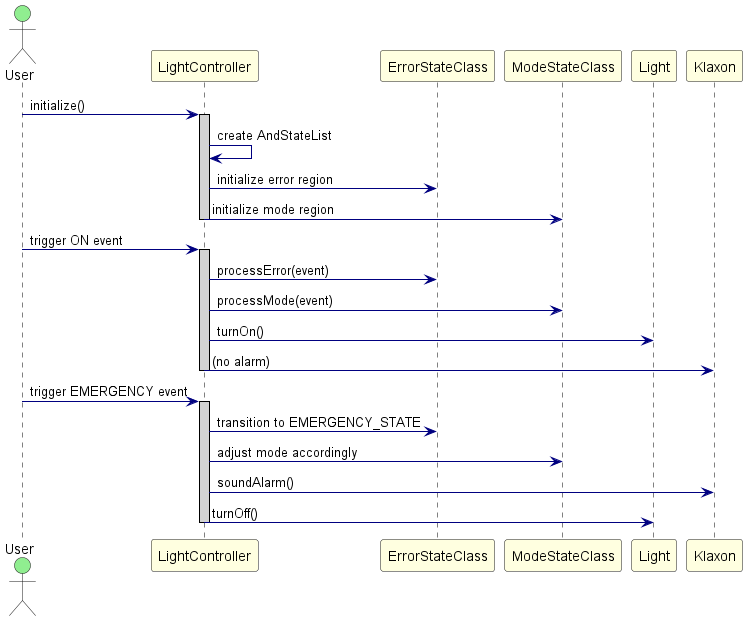 User
LightController
ErrorStateClass
ModeStateClass
Light
Klaxon
initialize()
create AndStateList
initialize error region
initialize mode region
trigger ON event
processError(event)
processMode(event)
turnOn()
(no alarm)
trigger EMERGENCY event
transition to EMERGENCY_STATE
adjust mode accordingly
soundAlarm()
turnOff()
User
LightController
ErrorStateClass
ModeStateClass
Light
Klaxon